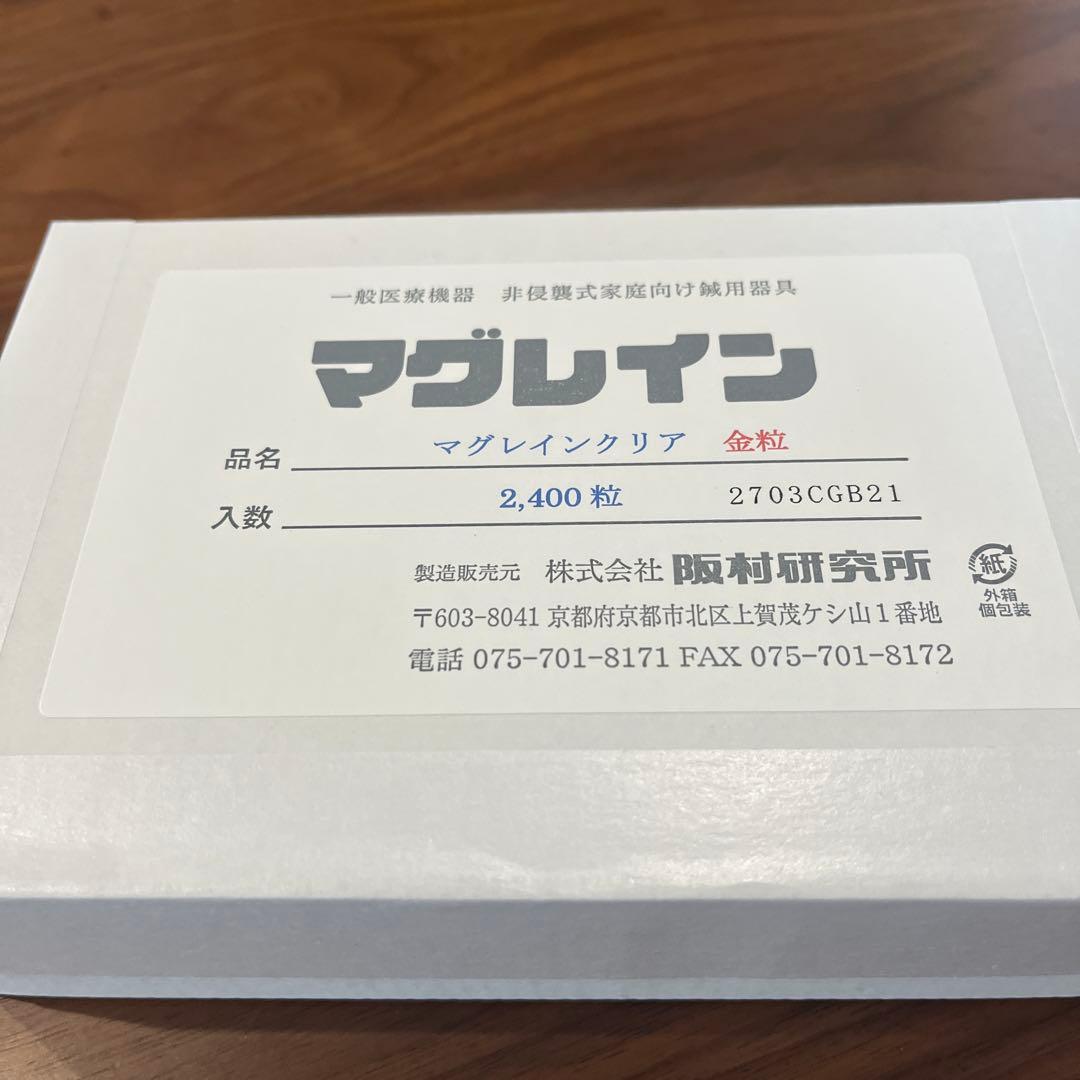 一般医療機器 非侵襲式家庭向け鍼用器具
マグレイン
品名 マグレインクリア 金粒
入数 2,400 粒 2703CGB21
製造販売元 株式会社 阪村研究所
〒603-8041 京都府京都市北区上賀茂ケシ山1番地
電話 075-701-8171 FAX 075-701-8172
紙
外箱
個包装